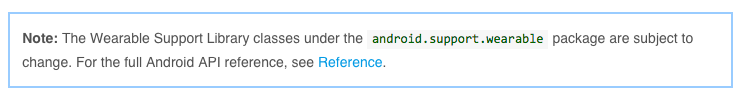 Note: The Wearable Support Library classes under the android.support.wearable package are subject to
change. For the full Android API reference, see Reference.